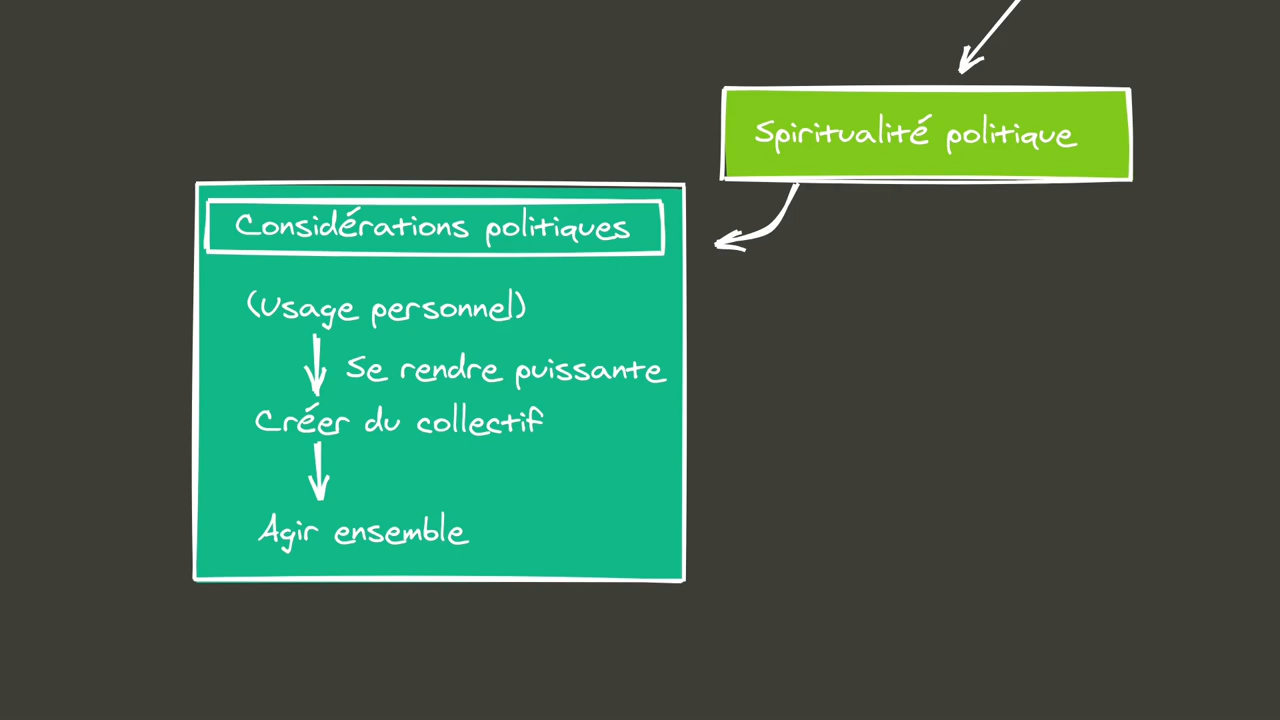 Spiritualité politique
Considérations politiques
(Usage personnel)
Se rendre puissante
Créer du collectif
Agir ensemble